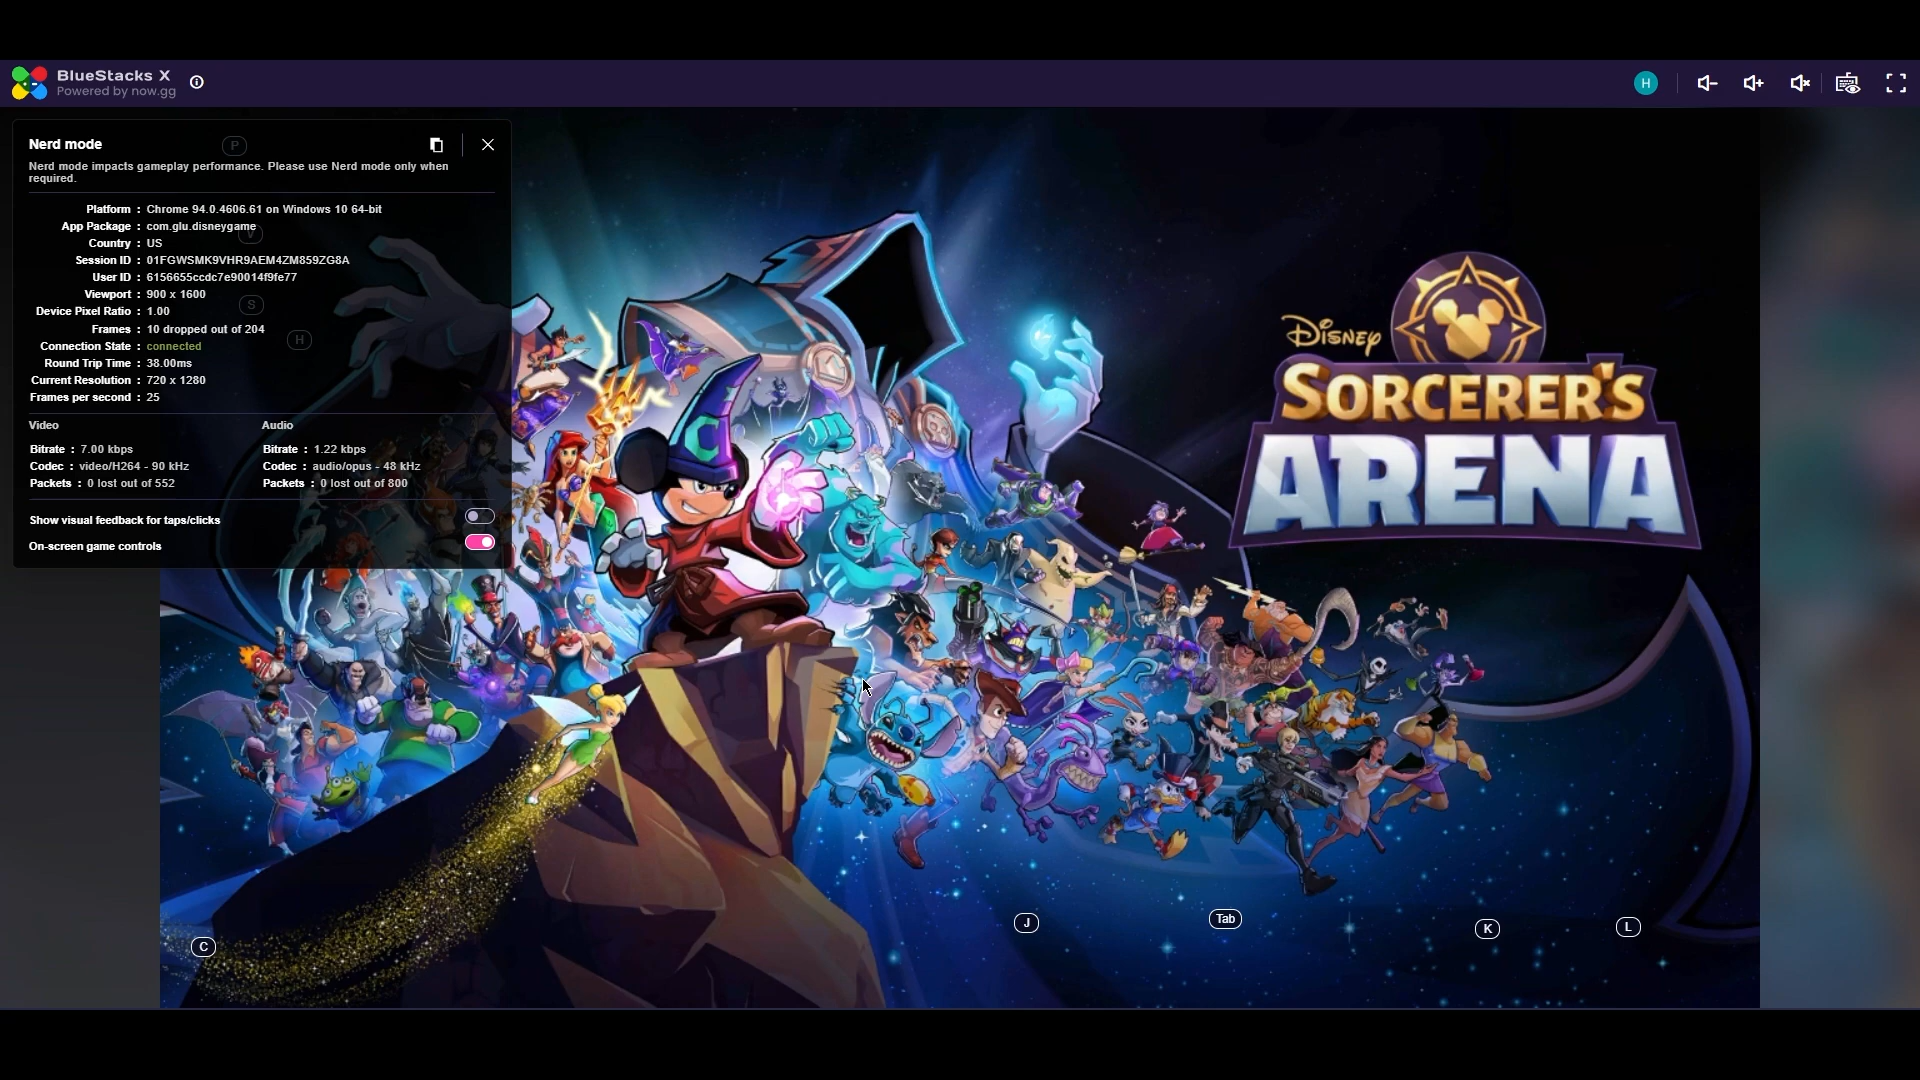 BlueStacks X
Powered by now.gg
H
Nerd mode
P
Nerd mode impacts gameplay performance. Please use Nerd mode only when
required.
Platform : Chrome 94.0.4606.61 on Windows 10 64-bit
App Package : com.glu.disneygame
V
Country : US
Session ID : 01FGWSMK9VHR9AEM4ZM859ZG8A
User ID : 6156655ccdc7e90014f9fe77
Viewport : 900 x 1600
S
Device Pixel Ratio : 1.00
Frames : 10 dropped out of 204
H
Connection State : connected
Round Trip Time : 38.00ms
Current Resolution : 720 x 1280
Frames per second : 25
Video
Audio
Bitrate : 7.00 kbps
Bitrate : 1.22 kbps
Codec : video/H264 - 90 kHz
Codec : audio/opus - 48 kHz
Packets : 0 lost out of 552
Packets : 0 lost out of 800
Show visual feedback for taps/clicks
On-screen game controls
Disney
SORCERER'S
ARENA
C
J
Tab
K
L